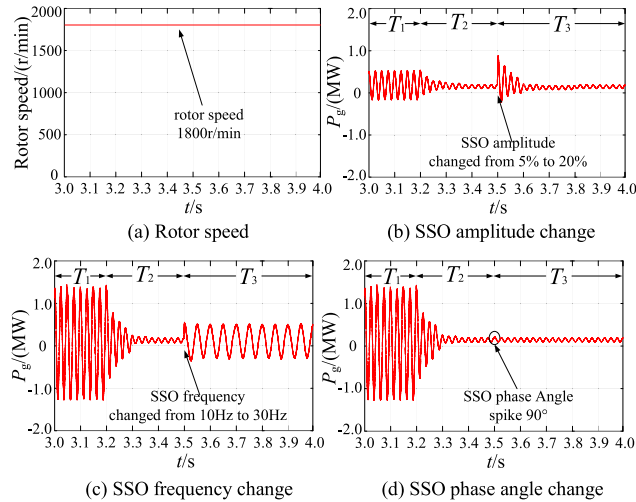 2000
1500
1000
500
0
Rotor speed/(r/min)
rotor speed
1800r/min
3.0 3.1 3.2 3.3 3.4 3.5 3.6 3.7 3.8 3.9 4.0
t/s
(a) Rotor speed
2.0
1.0
0
-1.0
-2.0
Pg/(MW)
T1 T2 T3
SSO amplitude
changed from 5% to 20%
3.0 3.1 3.2 3.3 3.4 3.5 3.6 3.7 3.8 3.9 4.0
t/s
(b) SSO amplitude change
2.0
1.0
0
-1.0
-2.0
Pg/(MW)
T1 T2 T3
SSO frequency
changed from 10Hz to 30Hz
3.0 3.1 3.2 3.3 3.4 3.5 3.6 3.7 3.8 3.9 4.0
t/s
(c) SSO frequency change
2.0
1.0
0
-1.0
-2.0
Pg/(MW)
T1 T2 T3
SSO phase Angle
spike 90°
3.0 3.1 3.2 3.3 3.4 3.5 3.6 3.7 3.8 3.9 4.0
t/s
(d) SSO phase angle change